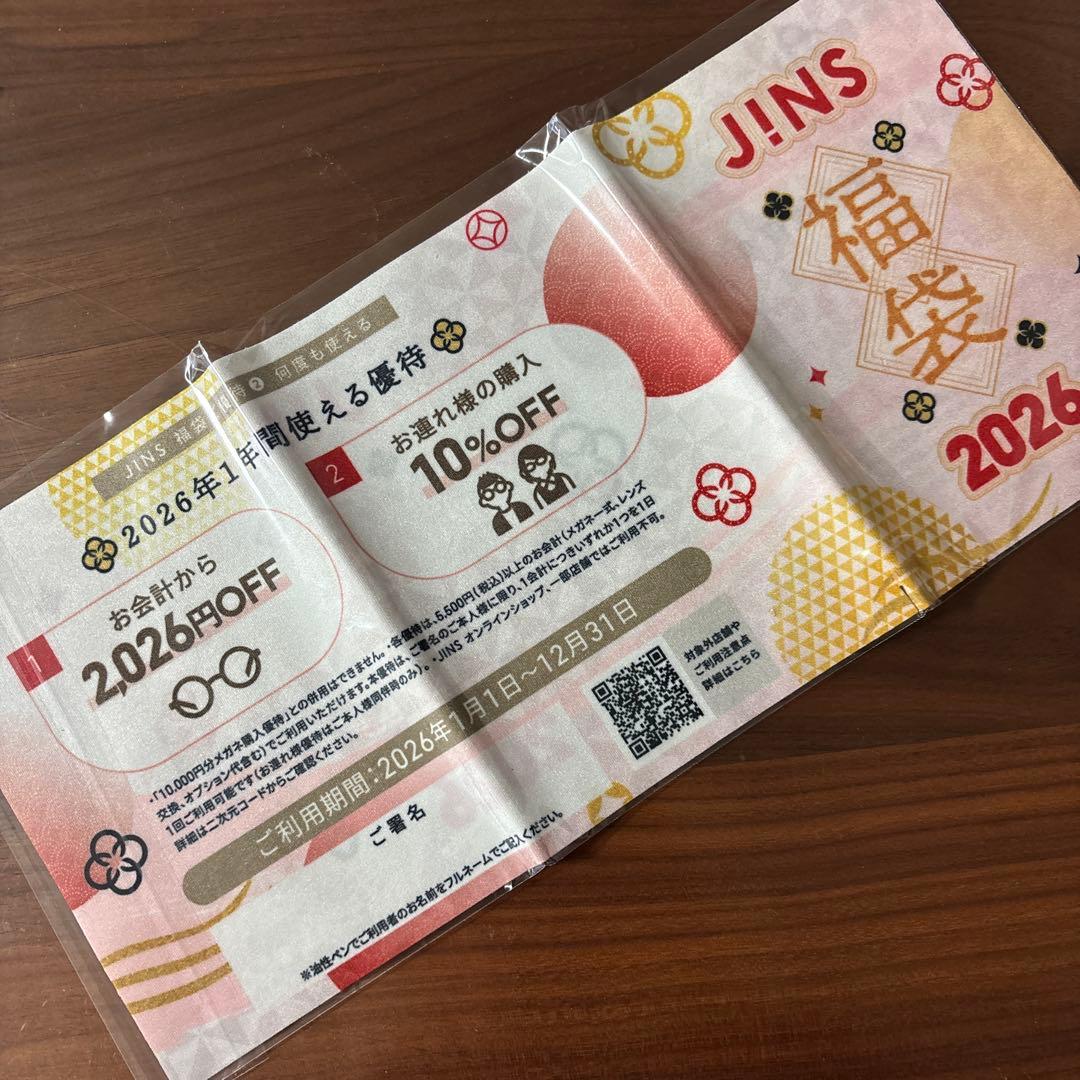 JINS
福袋
2026
JINS 福袋 優待 2 何度も使える
2026年1年間使える優待
1
お会計から
2,026円OFF
2
お連れ様の購入
10%OFF
・「10,000円分メガネ購入優待」との併用はできません。・各優待は、5,500円(税込)以上のお会計(メガネ一式、レンズ
交換、オプション代含む)でご利用いただけます。本優待は、ご署名のご本人様に限り、1会計につきいずれか1つを1日
1回ご利用可能です(お連れ様優待はご本人様同伴時のみ)。・JINS オンラインショップ、一部店舗ではご利用不可。
詳細は二次元コードからご確認ください。
ご利用期間:2026年1月1日～12月31日
対象外店舗や
ご利用注意点
詳細はこちら
ご署名
※油性ペンでご利用者のお名前をフルネームでご記入ください。